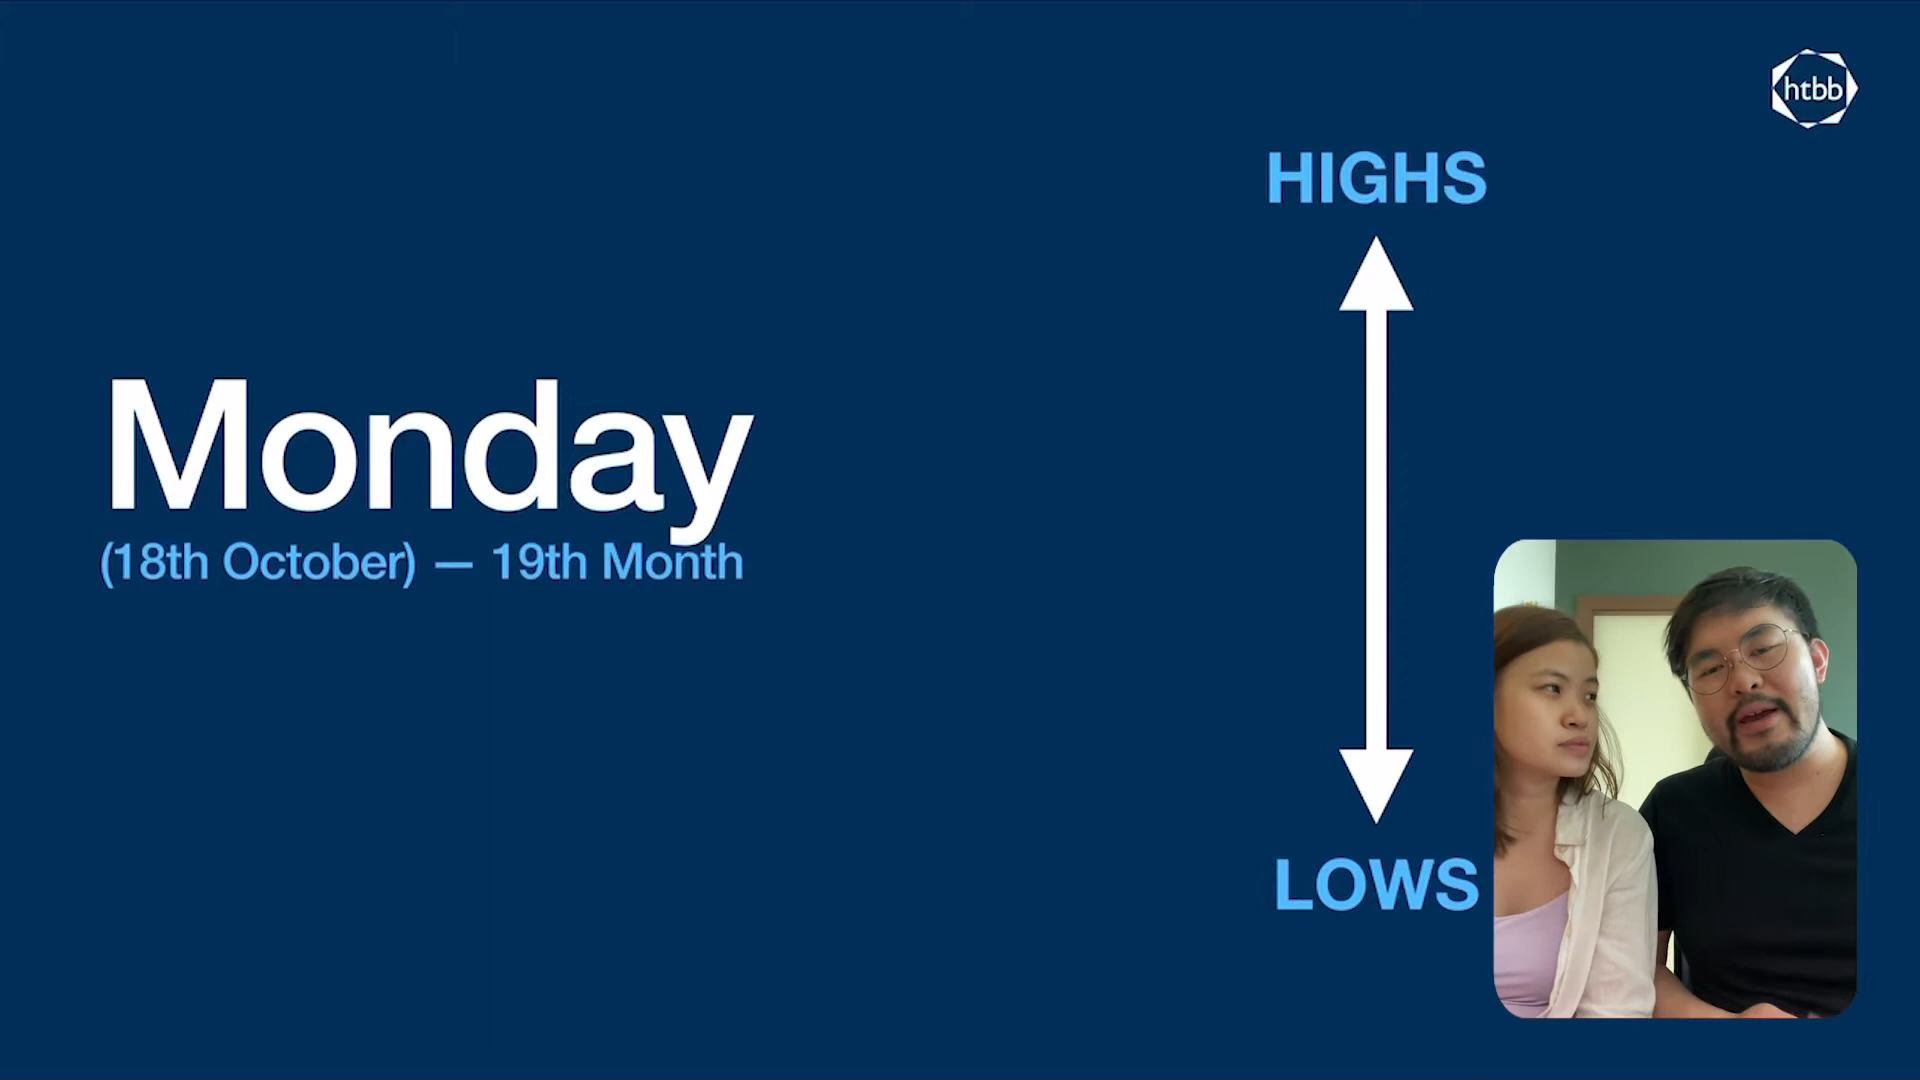 htbb
HIGHS
Monday
(18th October) — 19th Month
LOWS